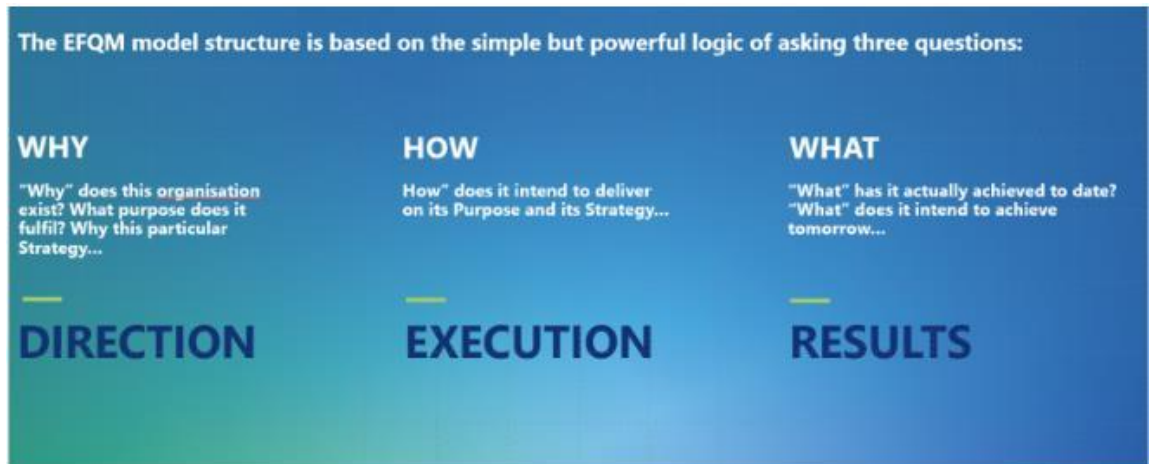 The EFQM model structure is based on the simple but powerful logic of asking three questions:
WHY
"Why" does this organisation
exist? What purpose does it
fulfil? Why this particular
Strategy...
DIRECTION
HOW
How" does it intend to deliver
on its Purpose and its Strategy...
EXECUTION
WHAT
"What" has it actually achieved to date?
"What" does it intend to achieve
tomorrow...
RESULTS